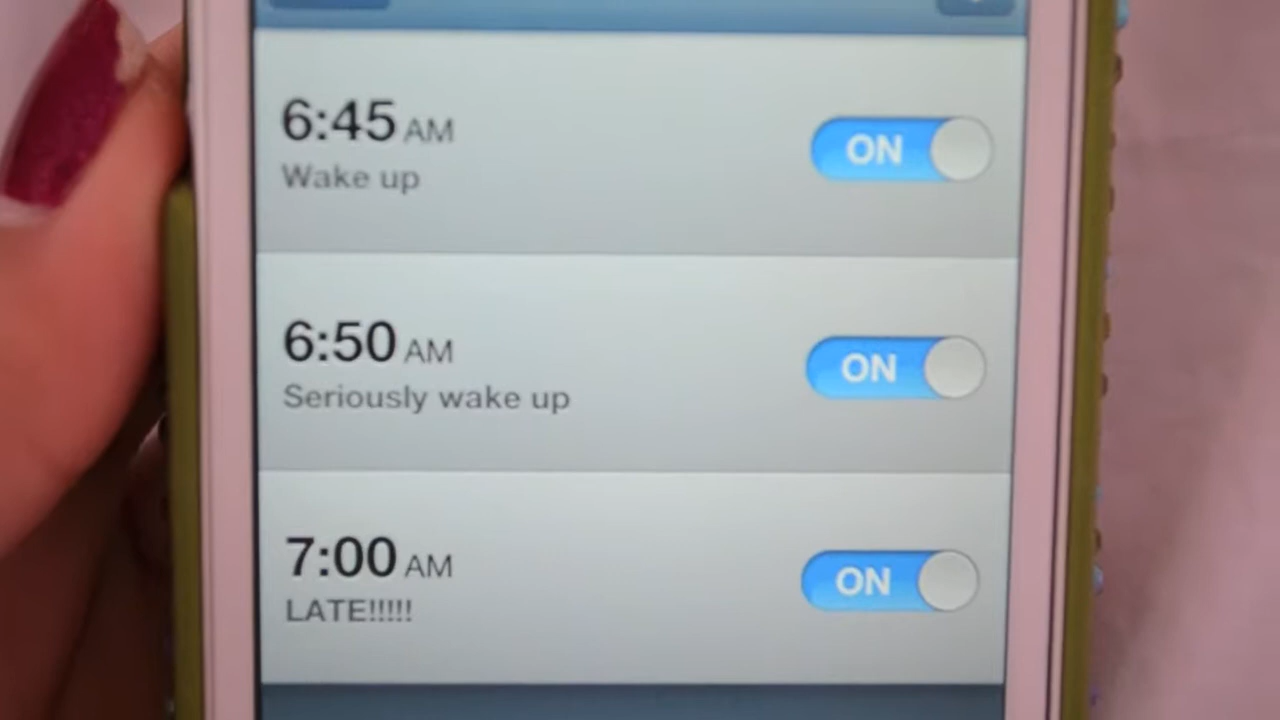 6:45 AM ON
Wake up
6:50 AM ON
Seriously wake up
7:00 AM ON
LATE!!!!!